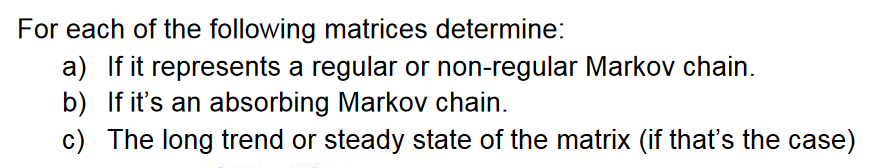 For each of the following matrices determine:
a) If it represents a regular or non-regular Markov chain.
b) If it's an absorbing Markov chain.
c) The long trend or steady state of the matrix (if that's the case)